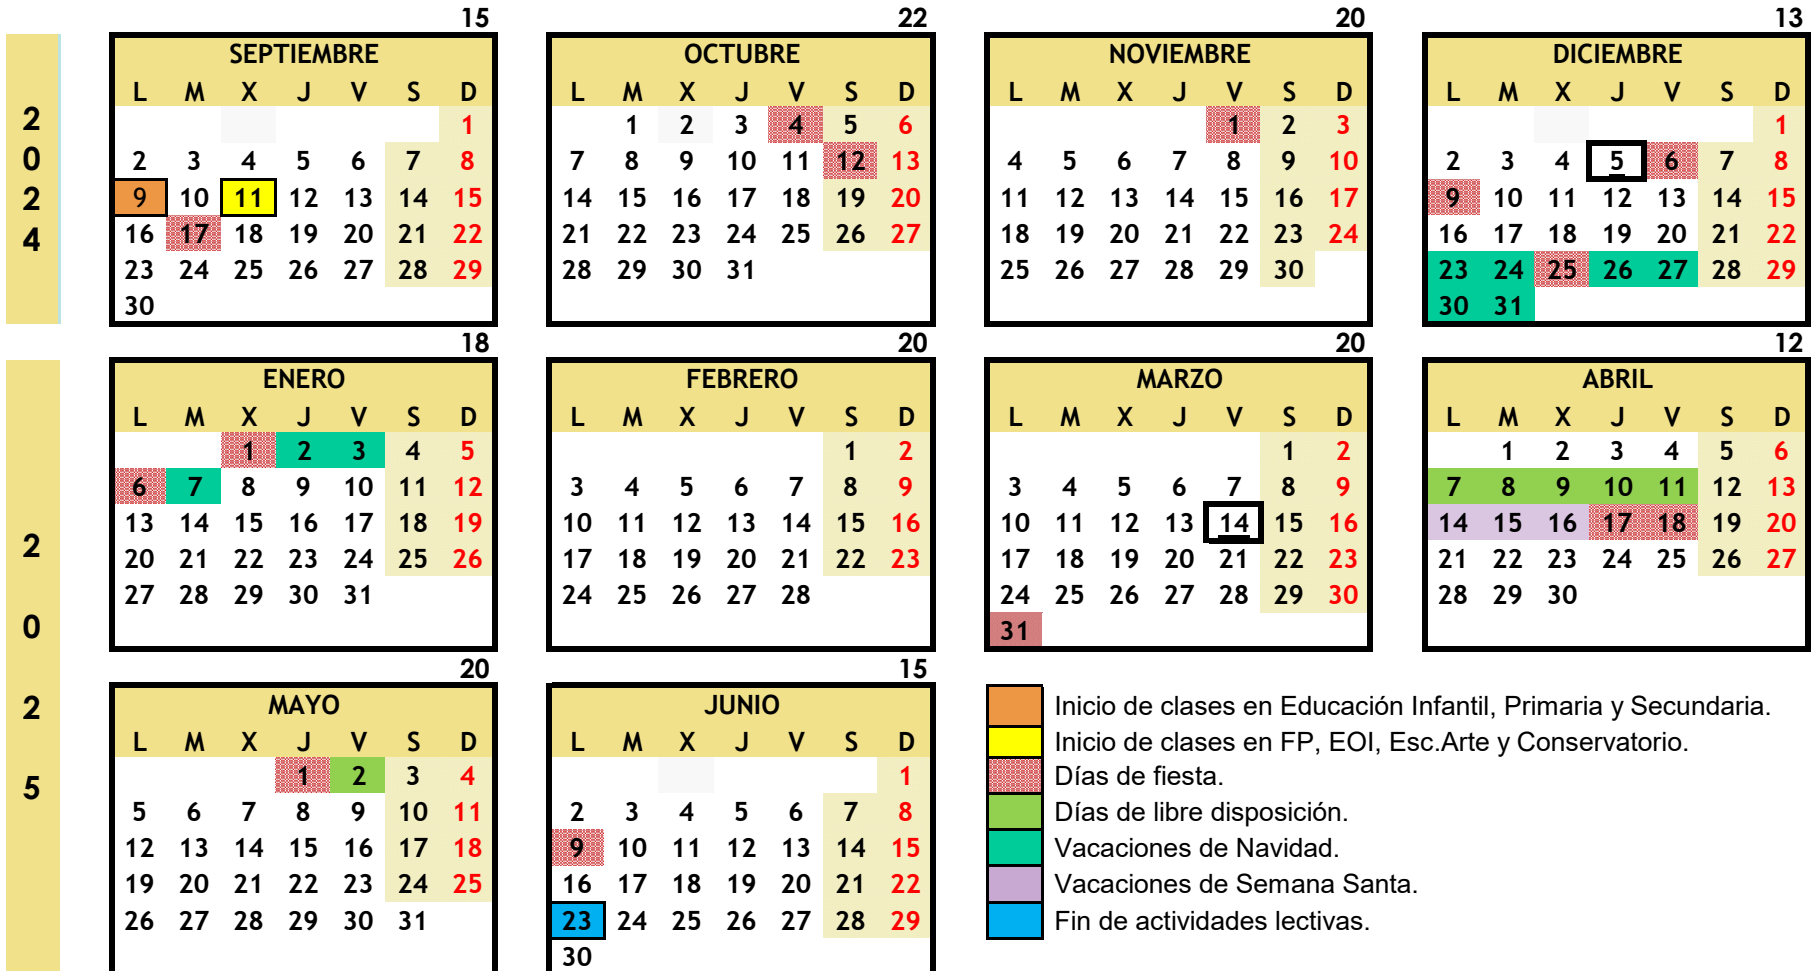 15 22 20 13
2024
SEPTIEMBRE
L M X J V S D
1
2 3 4 5 6 7 8
9 10 11 12 13 14 15
16 17 18 19 20 21 22
23 24 25 26 27 28 29
30
OCTUBRE
L M X J V S D
1 2 3 4 5 6
7 8 9 10 11 12 13
14 15 16 17 18 19 20
21 22 23 24 25 26 27
28 29 30 31
NOVIEMBRE
L M X J V S D
1 2 3
4 5 6 7 8 9 10
11 12 13 14 15 16 17
18 19 20 21 22 23 24
25 26 27 28 29 30
DICIEMBRE
L M X J V S D
1
2 3 4 5 6 7 8
9 10 11 12 13 14 15
16 17 18 19 20 21 22
23 24 25 26 27 28 29
30 31
18 20 20 12
2025
ENERO
L M X J V S D
1 2 3 4 5
6 7 8 9 10 11 12
13 14 15 16 17 18 19
20 21 22 23 24 25 26
27 28 29 30 31
FEBRERO
L M X J V S D
1 2
3 4 5 6 7 8 9
10 11 12 13 14 15 16
17 18 19 20 21 22 23
24 25 26 27 28
MARZO
L M X J V S D
1 2
3 4 5 6 7 8 9
10 11 12 13 14 15 16
17 18 19 20 21 22 23
24 25 26 27 28 29 30
31
ABRIL
L M X J V S D
1 2 3 4 5 6
7 8 9 10 11 12 13
14 15 16 17 18 19 20
21 22 23 24 25 26 27
28 29 30
20 15
MAYO
L M X J V S D
1 2 3 4
5 6 7 8 9 10 11
12 13 14 15 16 17 18
19 20 21 22 23 24 25
26 27 28 29 30 31
JUNIO
L M X J V S D
1
2 3 4 5 6 7 8
9 10 11 12 13 14 15
16 17 18 19 20 21 22
23 24 25 26 27 28 29
30
Inicio de clases en Educación Infantil, Primaria y Secundaria.
Inicio de clases en FP, EOI, Esc.Arte y Conservatorio.
Días de fiesta.
Días de libre disposición.
Vacaciones de Navidad.
Vacaciones de Semana Santa.
Fin de actividades lectivas.